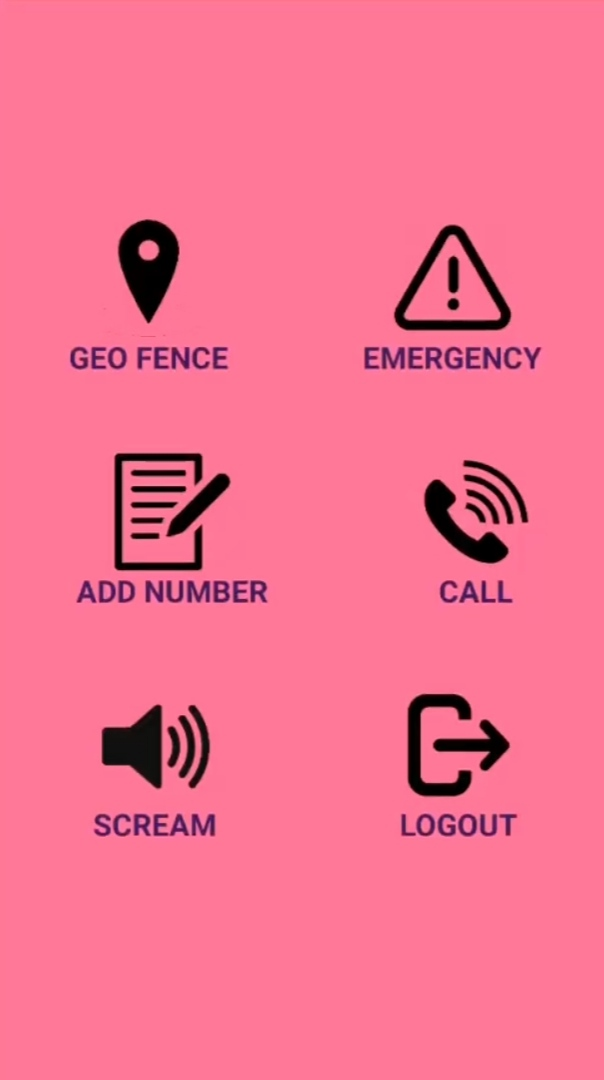 GEO FENCE
EMERGENCY
ADD NUMBER
CALL
SCREAM
LOGOUT